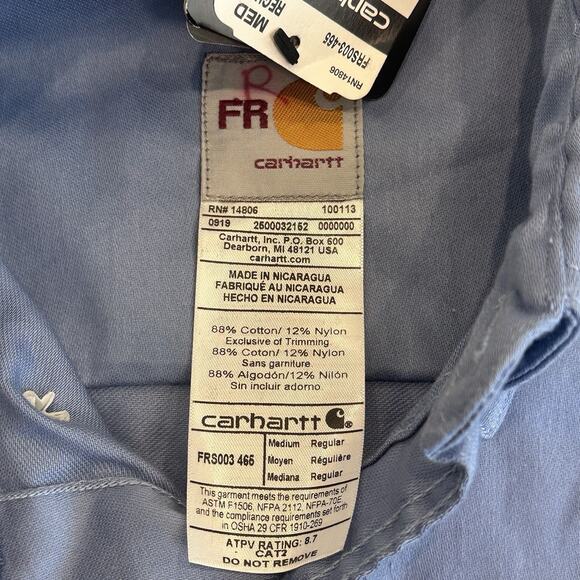 MED
REG
FRS003-465
RN14806
carh
R
FR
carhartt
RN# 14806 100113
0919 2500032152 0000000
Carhartt, Inc. P.O. Box 600
Dearborn, MI 48121 USA
carhartt.com
MADE IN NICARAGUA
FABRIQUÉ AU NICARAGUA
HECHO EN NICARAGUA
88% Cotton/ 12% Nylon
Exclusive of Trimming
88% Coton/ 12% Nylon
Sans garniture
88% Algodón/12% Nilón
Sin incluir adorno
carhartt
FRS003 465
Medium Regular
Moyen Régulière
Mediana Regular
This garment meets the requirements of
ASTM F1506, NFPA 2112, NFPA-70E,
and the compliance requirements set forth
in OSHA 29 CFR 1910-269
ATPV RATING: 8.7
CAT2
DO NOT REMOVE